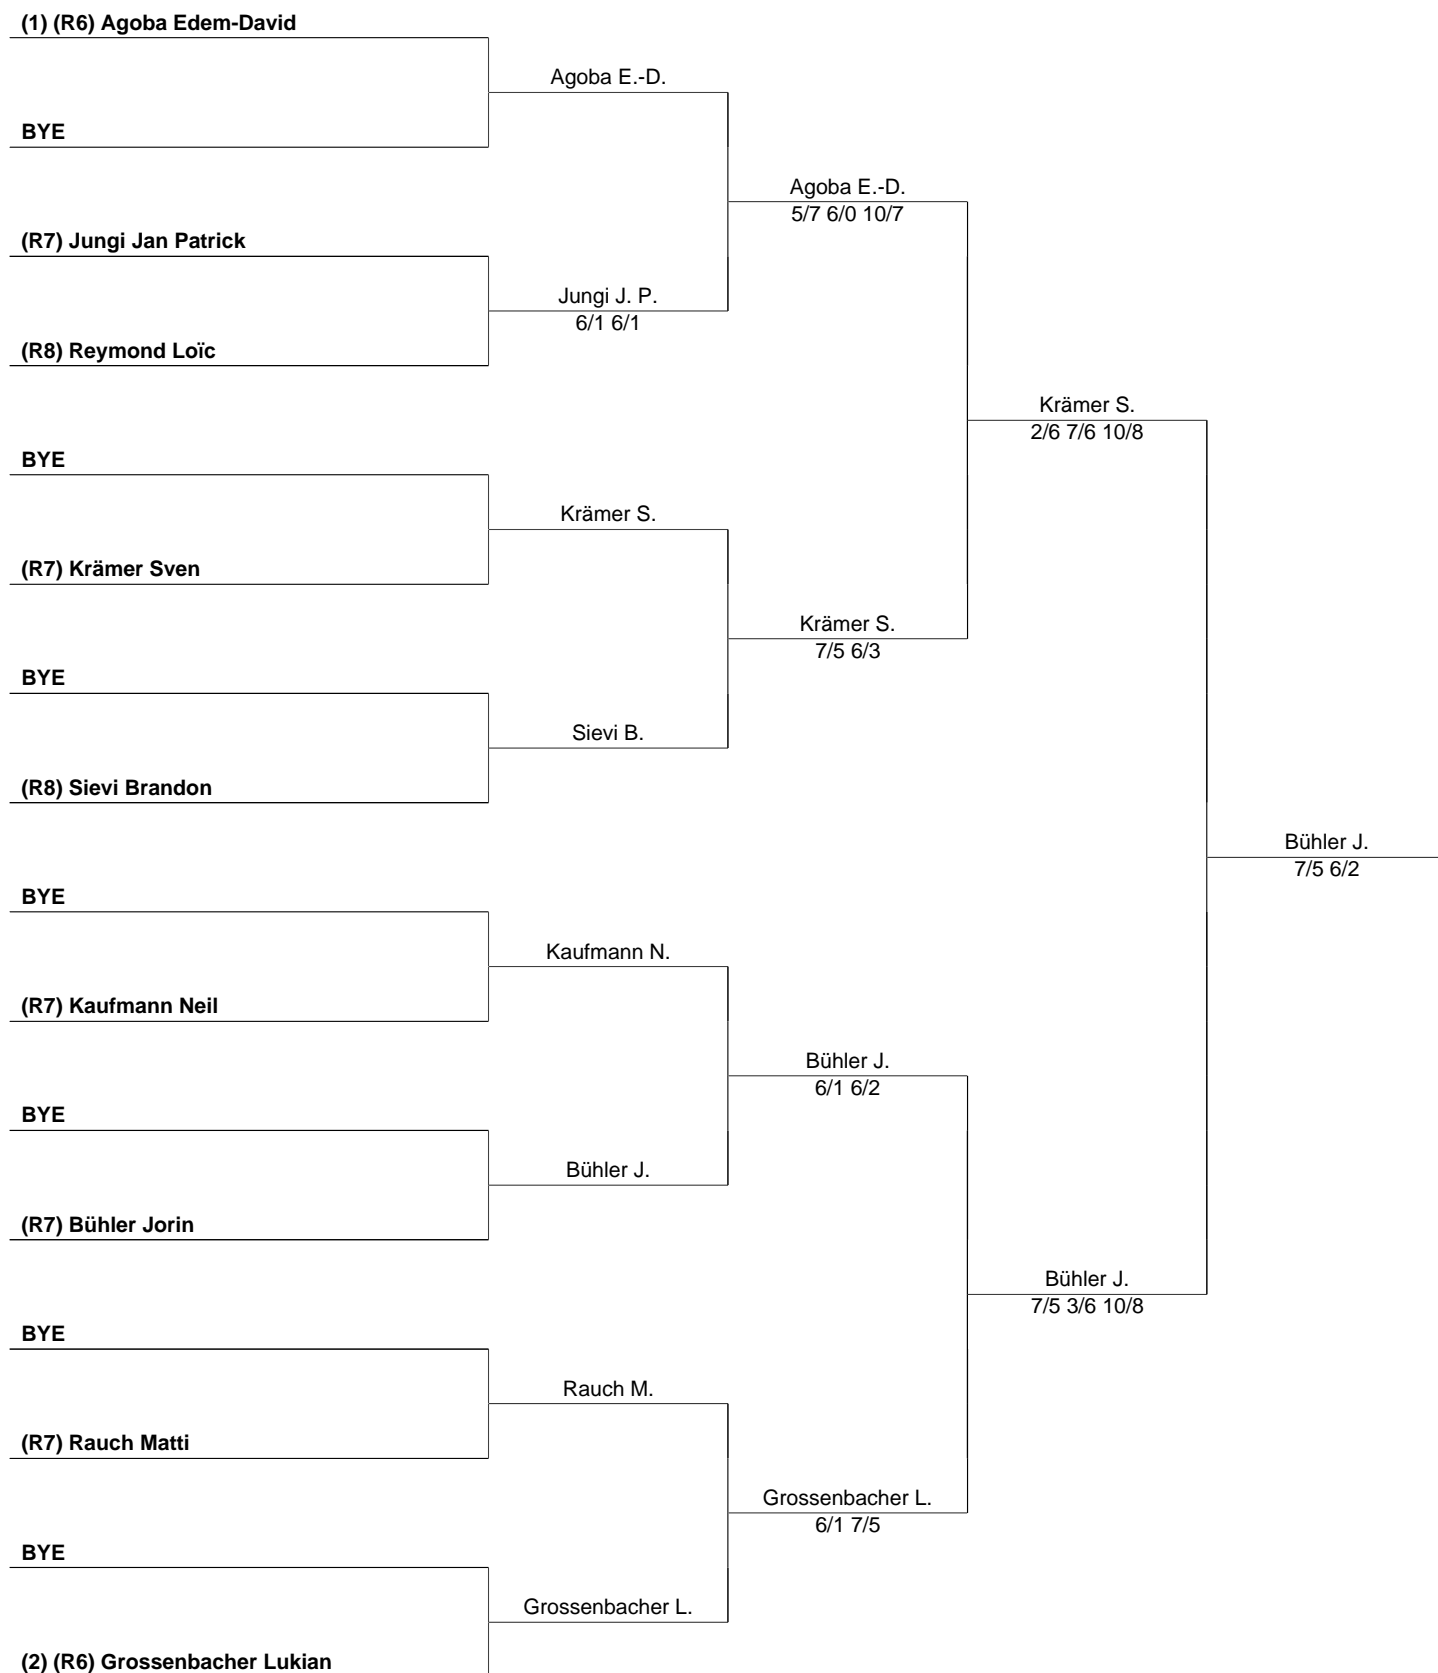 (1) (R6) Agoba Edem-David
Agoba E.-D.
BYE
Agoba E.-D.
5/7 6/0 10/7
(R7) Jungi Jan Patrick
Jungi J. P.
6/1 6/1
(R8) Reymond Loïc
Krämer S.
2/6 7/6 10/8
BYE
Krämer S.
(R7) Krämer Sven
Krämer S.
7/5 6/3
BYE
Sievi B.
(R8) Sievi Brandon
Bühler J.
7/5 6/2
BYE
Kaufmann N.
(R7) Kaufmann Neil
Bühler J.
6/1 6/2
BYE
Bühler J.
(R7) Bühler Jorin
Bühler J.
7/5 3/6 10/8
BYE
Rauch M.
(R7) Rauch Matti
Grossenbacher L.
6/1 7/5
BYE
Grossenbacher L.
(2) (R6) Grossenbacher Lukian